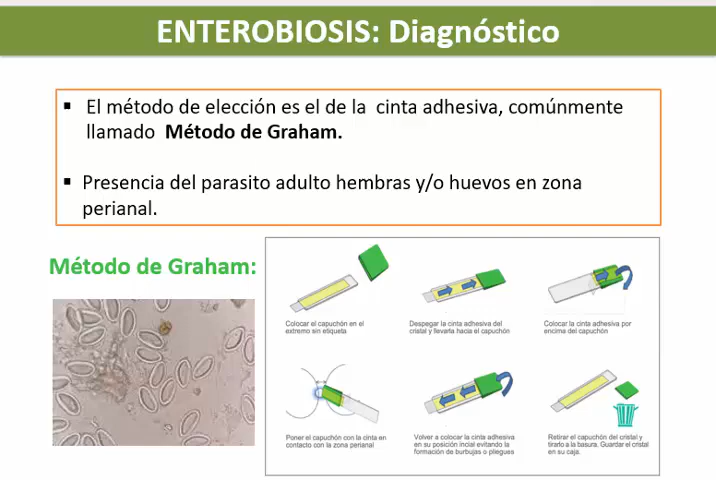 ENTEROBIOSIS: Diagnóstico
▪ El método de elección es el de la cinta adhesiva, comúnmente
llamado Método de Graham.
▪ Presencia del parasito adulto hembras y/o huevos en zona
perianal.
Método de Graham:
Colocar el capuchón en el
extremo sin etiqueta
Despegar la cinta adhesiva del
cristal y llevarla hacia el capuchón
Colocar la cinta adhesiva por
encima del capuchón
Poner el capuchón con la cinta en
contacto con la zona perianal
Volver a colocar la cinta adhesiva
en su posición incial evitando la
formación de burbujas o pliegues
Retirar el capuchón del cristal y
tirarlo a la basura. Guardar el cristal
en su caja.